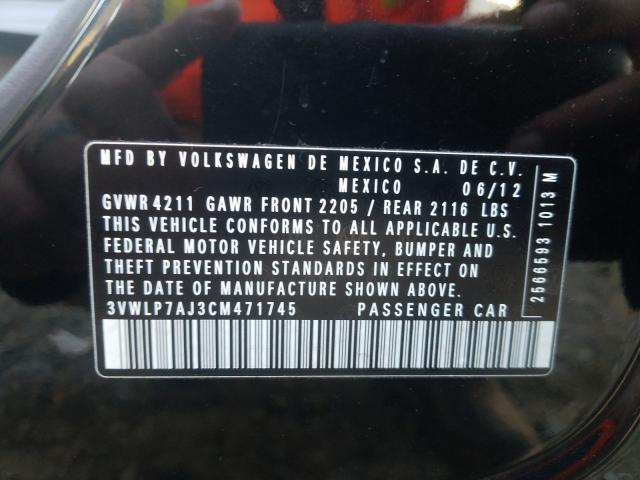 MFD BY VOLKSWAGEN DE MEXICO S.A. DE C.V.
MEXICO 06/12
GVWR 4211 GAWR FRONT 2205 / REAR 2116 LBS
THIS VEHICLE CONFORMS TO ALL APPLICABLE U.S.
FEDERAL MOTOR VEHICLE SAFETY, BUMPER AND
THEFT PREVENTION STANDARDS IN EFFECT ON
THE DATE OF MANUFACTURE SHOWN ABOVE.
3VWLP7AJ3CM471745 PASSENGER CAR
2566593 1013 M